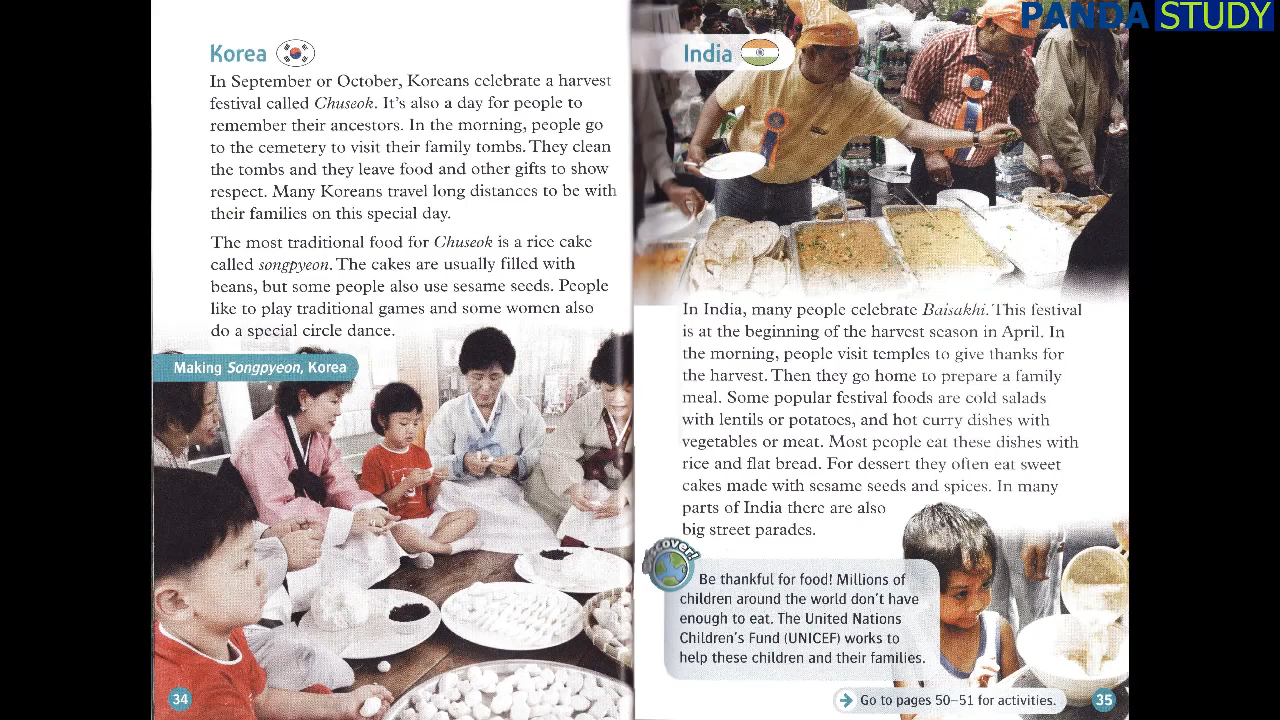 PANDA STUDY
Korea
In September or October, Koreans celebrate a harvest
festival called Chuseok. It's also a day for people to
remember their ancestors. In the morning, people go
to the cemetery to visit their family tombs. They clean
the tombs and they leave food and other gifts to show
respect. Many Koreans travel long distances to be with
their families on this special day.
The most traditional food for Chuseok is a rice cake
called songpyeon. The cakes are usually filled with
beans, but some people also use sesame seeds. People
like to play traditional games and some women also
do a special circle dance.
Making Songpyeon, Korea
34
India
In India, many people celebrate Baisakhi. This festival
is at the beginning of the harvest season in April. In
the morning, people visit temples to give thanks for
the harvest. Then they go home to prepare a family
meal. Some popular festival foods are cold salads
with lentils or potatoes, and hot curry dishes with
vegetables or meat. Most people eat these dishes with
rice and flat bread. For dessert they often eat sweet
cakes made with sesame seeds and spices. In many
parts of India there are also
big street parades.
Discover!
Be thankful for food! Millions of
children around the world don't have
enough to eat. The United Nations
Children's Fund (UNICEF) works to
help these children and their families.
Go to pages 50–51 for activities.
35